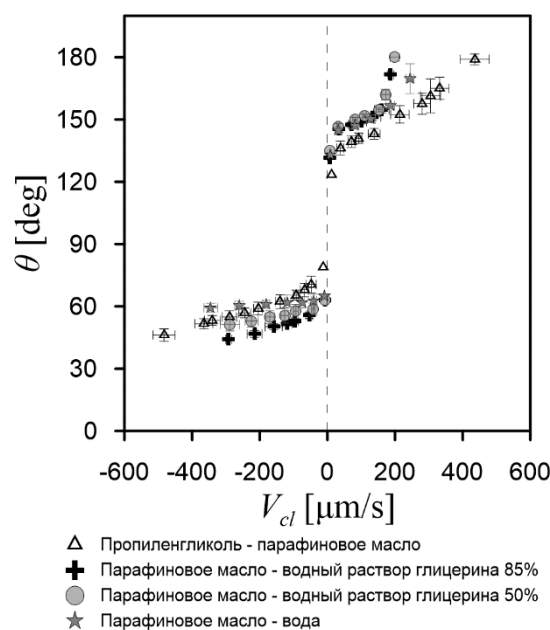 180
150
120
90
60
30
0
θ [deg]
-600 -400 -200 0 200 400 600
V_cl [μm/s]
Пропиленгликоль - парафиновое масло
Парафиновое масло - водный раствор глицерина 85%
Парафиновое масло - водный раствор глицерина 50%
Парафиновое масло - вода